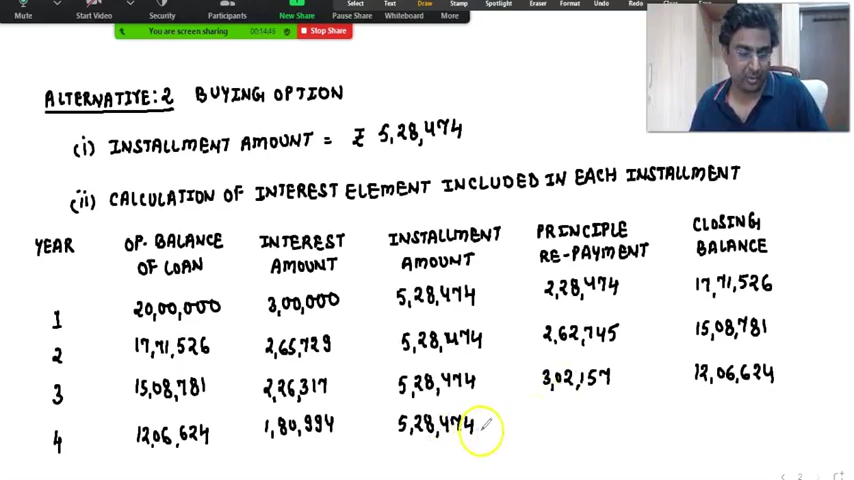 Mute Start Video Security Participants New Share Pause Share Whiteboard More
Select Text Draw Stamp Spotlight Eraser Format Undo Redo
You are screen sharing 00:14:46 Stop Share
ALTERNATIVE:2 BUYING OPTION
(i) INSTALLMENT AMOUNT = ₹ 5,28,474
(ii) CALCULATION OF INTEREST ELEMENT INCLUDED IN EACH INSTALLMENT
YEAR OP. BALANCE OF LOAN INTEREST AMOUNT INSTALLMENT AMOUNT PRINCIPLE RE-PAYMENT CLOSING BALANCE
1 20,00,000 3,00,000 5,28,474 2,28,474 17,71,526
2 17,71,526 2,65,729 5,28,474 2,62,745 15,08,781
3 15,08,781 2,26,317 5,28,474 3,02,157 12,06,624
4 12,06,624 1,80,994 5,28,474
2